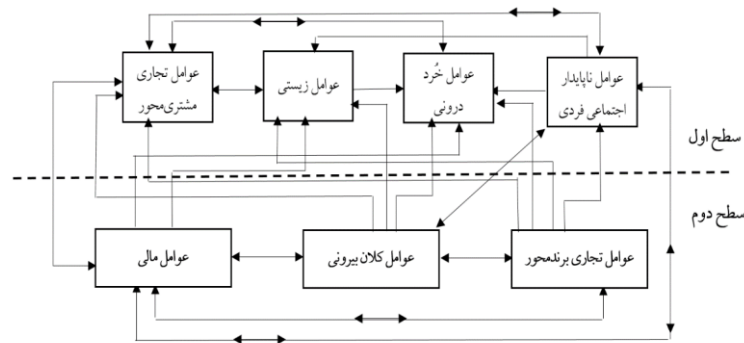 عوامل ناپایدار
اجتماعی فردی
عوامل خُرد
درونی
عوامل زیستی
عوامل تجاری
مشتری‌محور
سطح اول
سطح دوم
عوامل تجاری برندمحور
عوامل کلان بیرونی
عوامل مالی